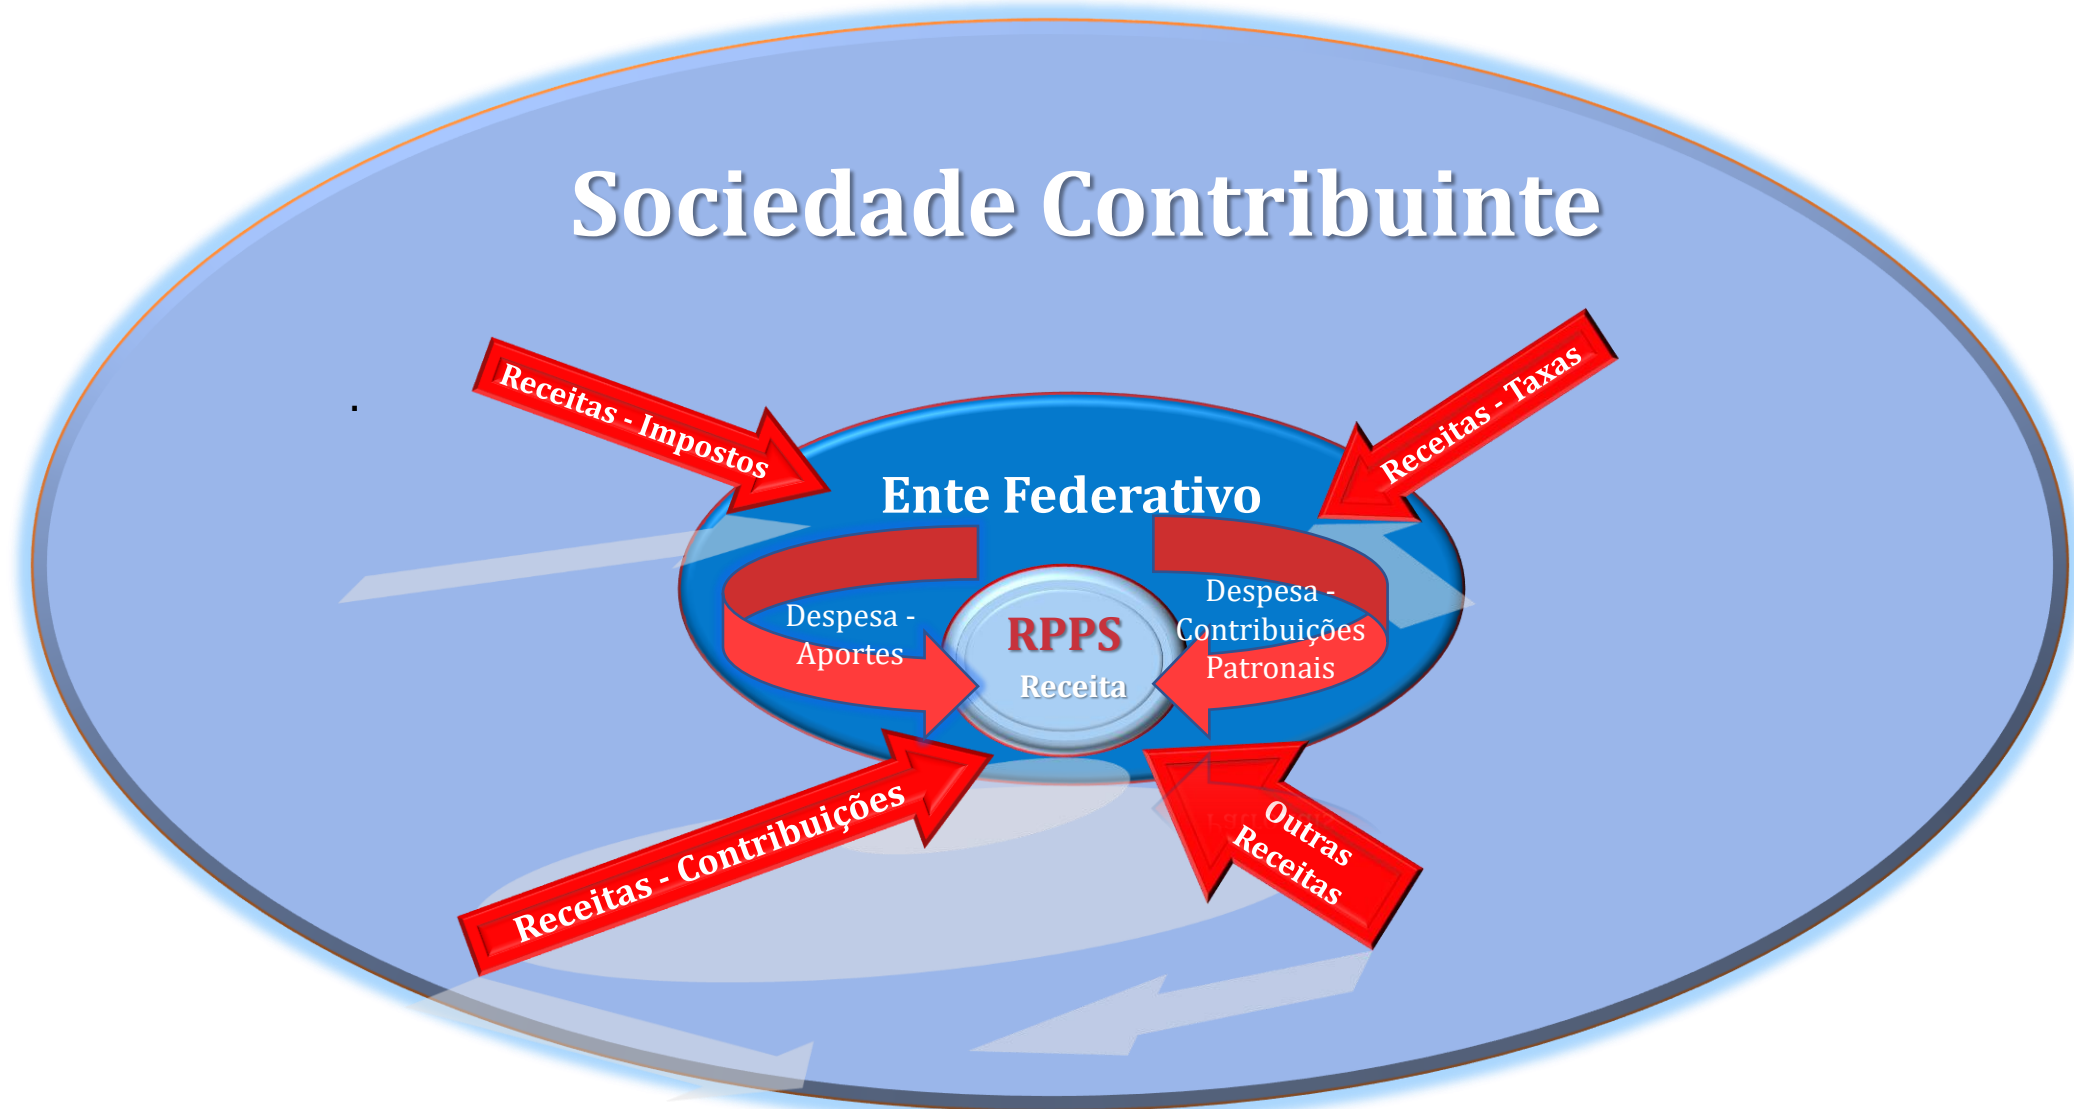 Sociedade Contribuinte
Receitas - Impostos
Receitas - Taxas
.
Ente Federativo
Despesa -
Aportes
RPPS
Receita
Despesa -
Contribuições
Patronais
Receitas - Contribuições
Outras
Receitas